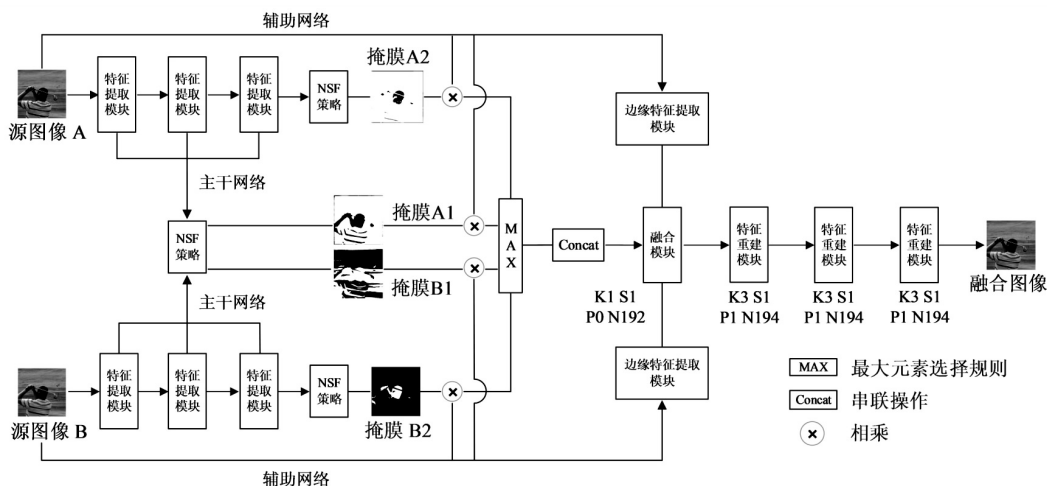 辅助网络
掩膜A2
特征
提取
模块
特征
提取
模块
特征
提取
模块
NSF
策略
源图像 A
边缘特征提取
模块
主干网络
掩膜A1
NSF
策略
M
A
X
Concat
融合
模块
特征
重建
模块
特征
重建
模块
特征
重建
模块
融合图像
掩膜B1
主干网络
K1 S1
P0 N192
K3 S1
P1 N194
K3 S1
P1 N194
K3 S1
P1 N194
特征
提取
模块
特征
提取
模块
特征
提取
模块
NSF
策略
边缘特征提取
模块
源图像 B
掩膜 B2
MAX 最大元素选择规则
Concat 串联操作
相乘
辅助网络